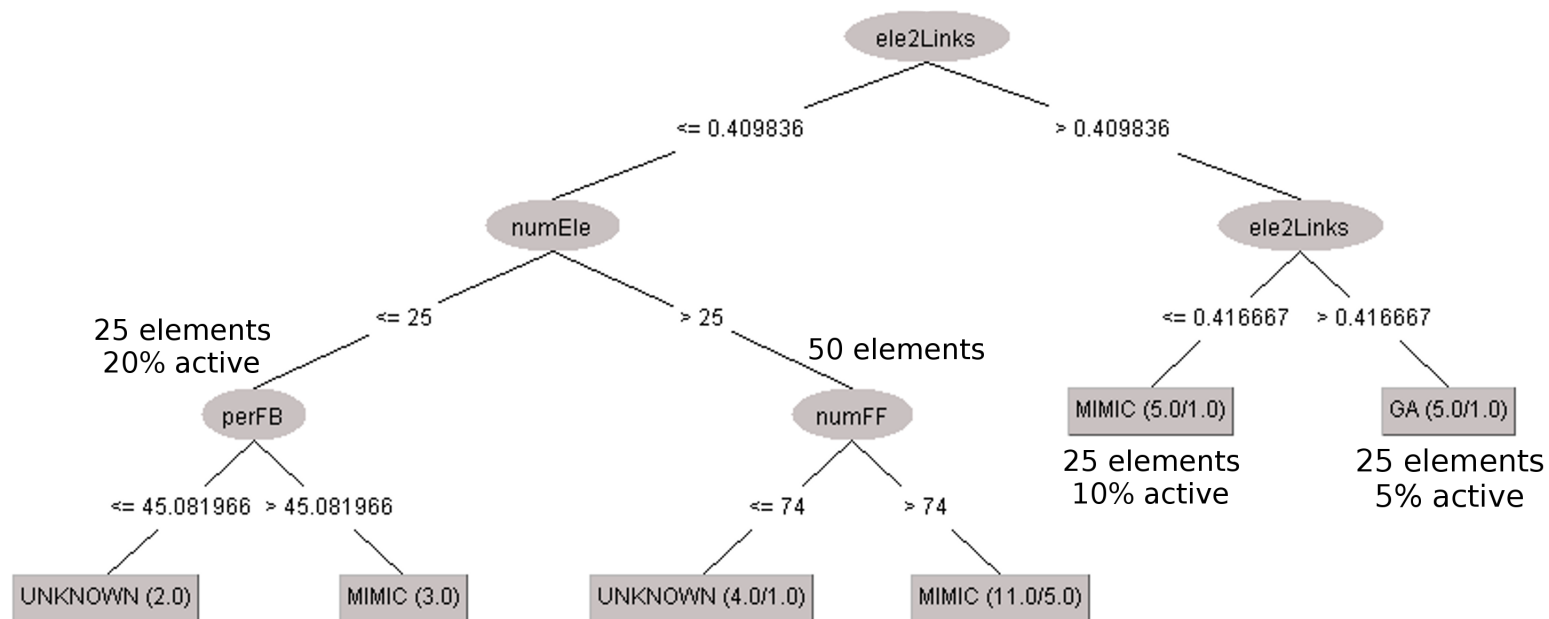 ele2Links
<= 0.409836
> 0.409836
numEle
ele2Links
<= 25
> 25
<= 0.416667
> 0.416667
25 elements
20% active
50 elements
perFB
numFF
MIMIC (5.0/1.0)
GA (5.0/1.0)
25 elements
10% active
25 elements
5% active
<= 45.081966
> 45.081966
<= 74
> 74
UNKNOWN (2.0)
MIMIC (3.0)
UNKNOWN (4.0/1.0)
MIMIC (11.0/5.0)